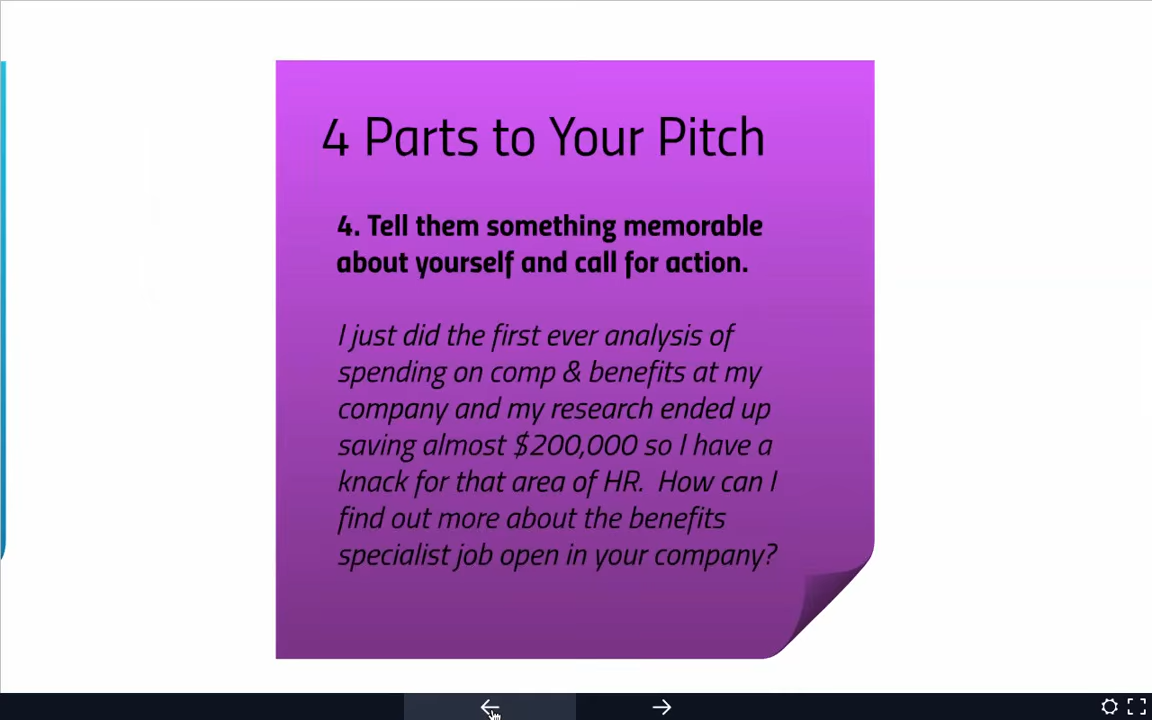 4 Parts to Your Pitch
4. Tell them something memorable
about yourself and call for action.
I just did the first ever analysis of
spending on comp & benefits at my
company and my research ended up
saving almost $200,000 so I have a
knack for that area of HR.  How can I
find out more about the benefits
specialist job open in your company?